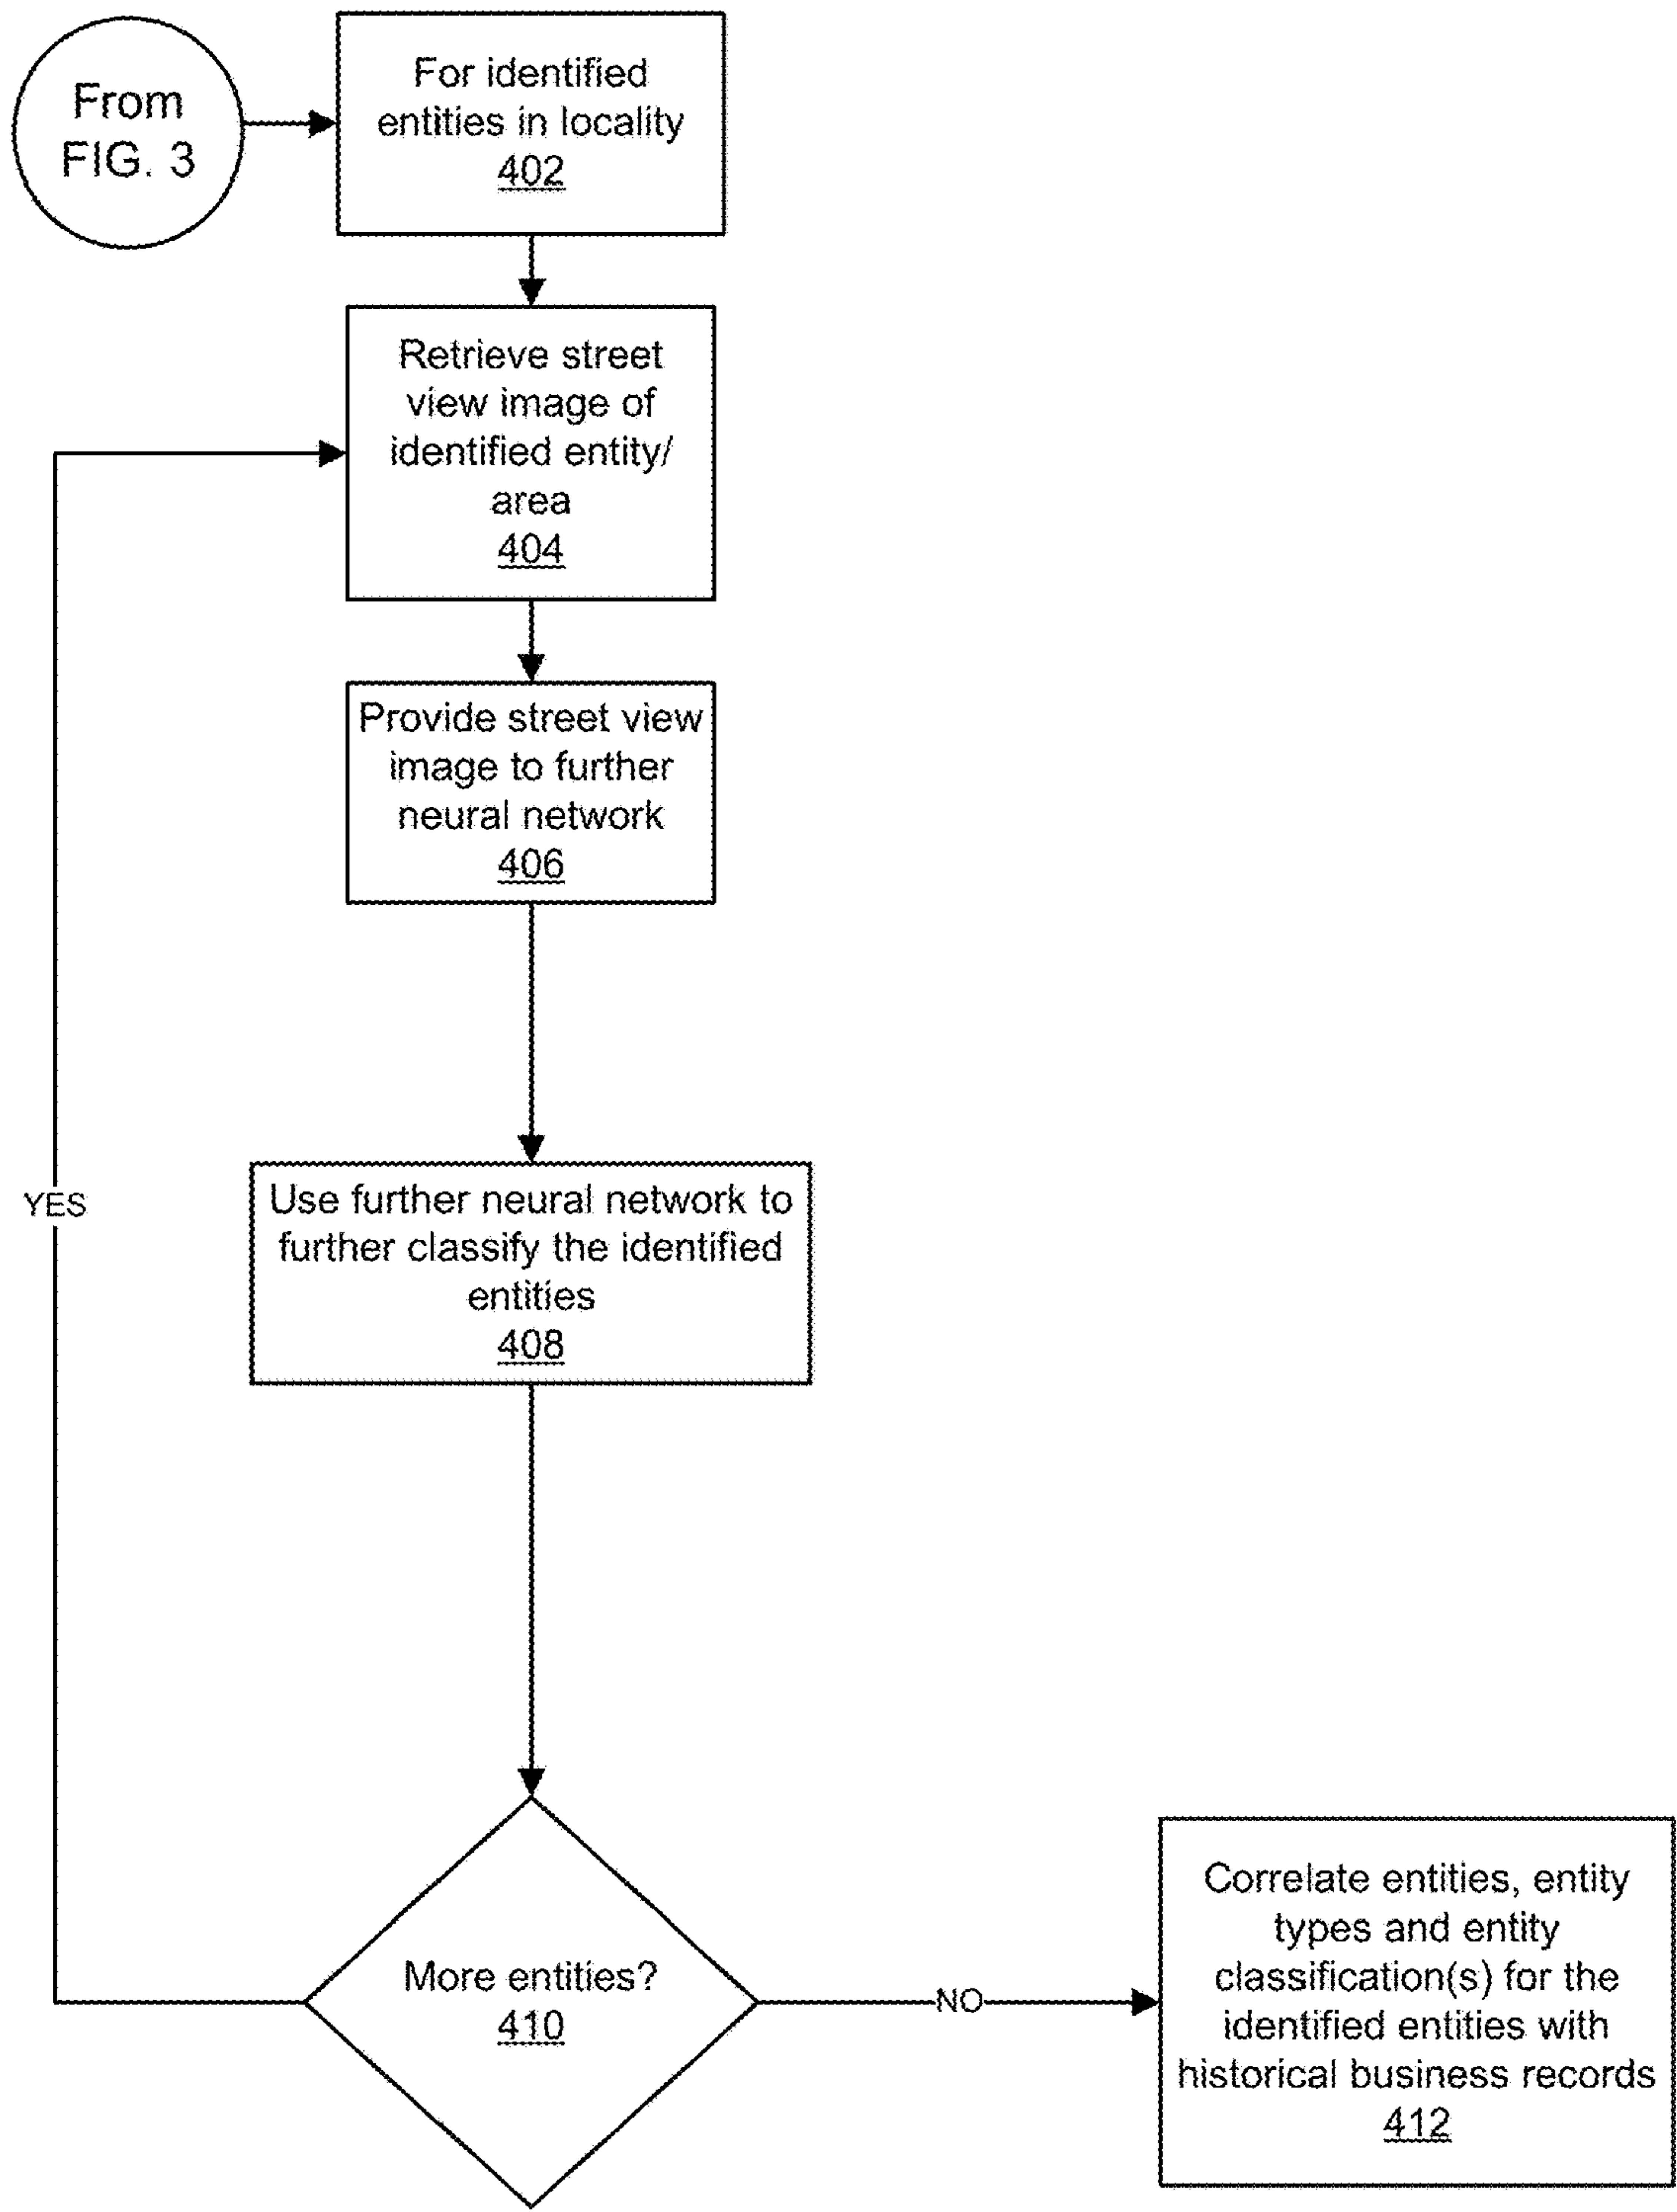 From
FIG. 3
For identified
entities in locality
402
Retrieve street
view image of
identified entity/
area
404
Provide street view
image to further
neural network
406
Use further neural network to
further classify the identified
entities
408
YES
More entities?
410
NO
Correlate entities, entity
types and entity
classification(s) for the
identified entities with
historical business records
412